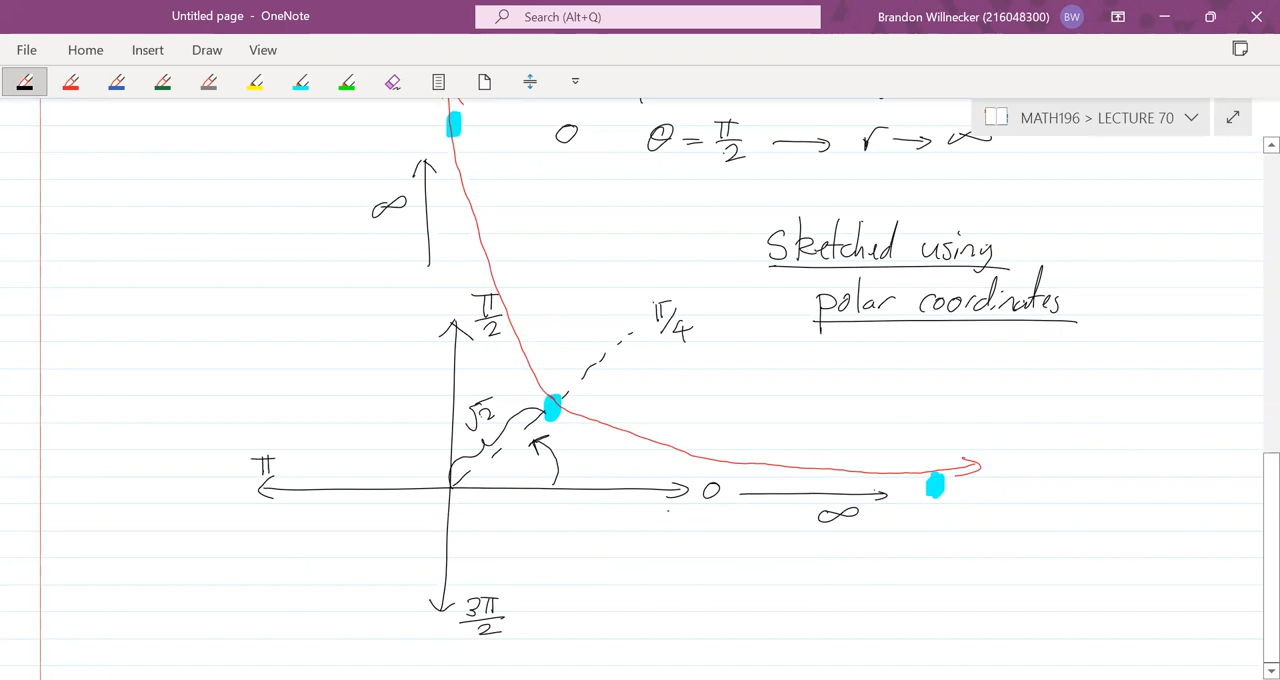 Untitled page - OneNote
Search (Alt+Q)
Brandon Willnecker (216048300)
BW
File Home Insert Draw View
MATH196 > LECTURE 70
0 θ = π/2 → r → ∞
∞
Sketched using
polar coordinates
π/2
π/4
√2
π
0
∞
3π/2